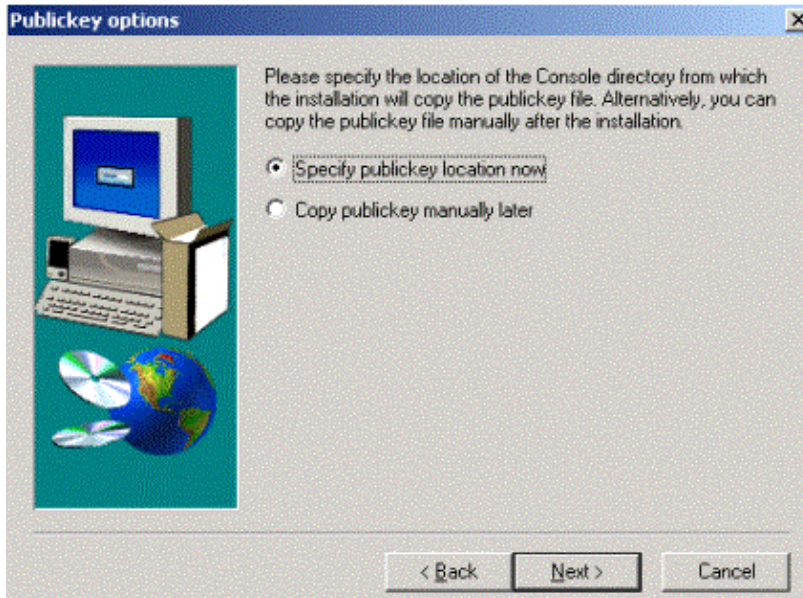 Publickey options
Please specify the location of the Console directory from which
the installation will copy the publickey file. Alternatively, you can
copy the publickey file manually after the installation.
Specify publickey location now
Copy publickey manually later
< Back
Next >
Cancel